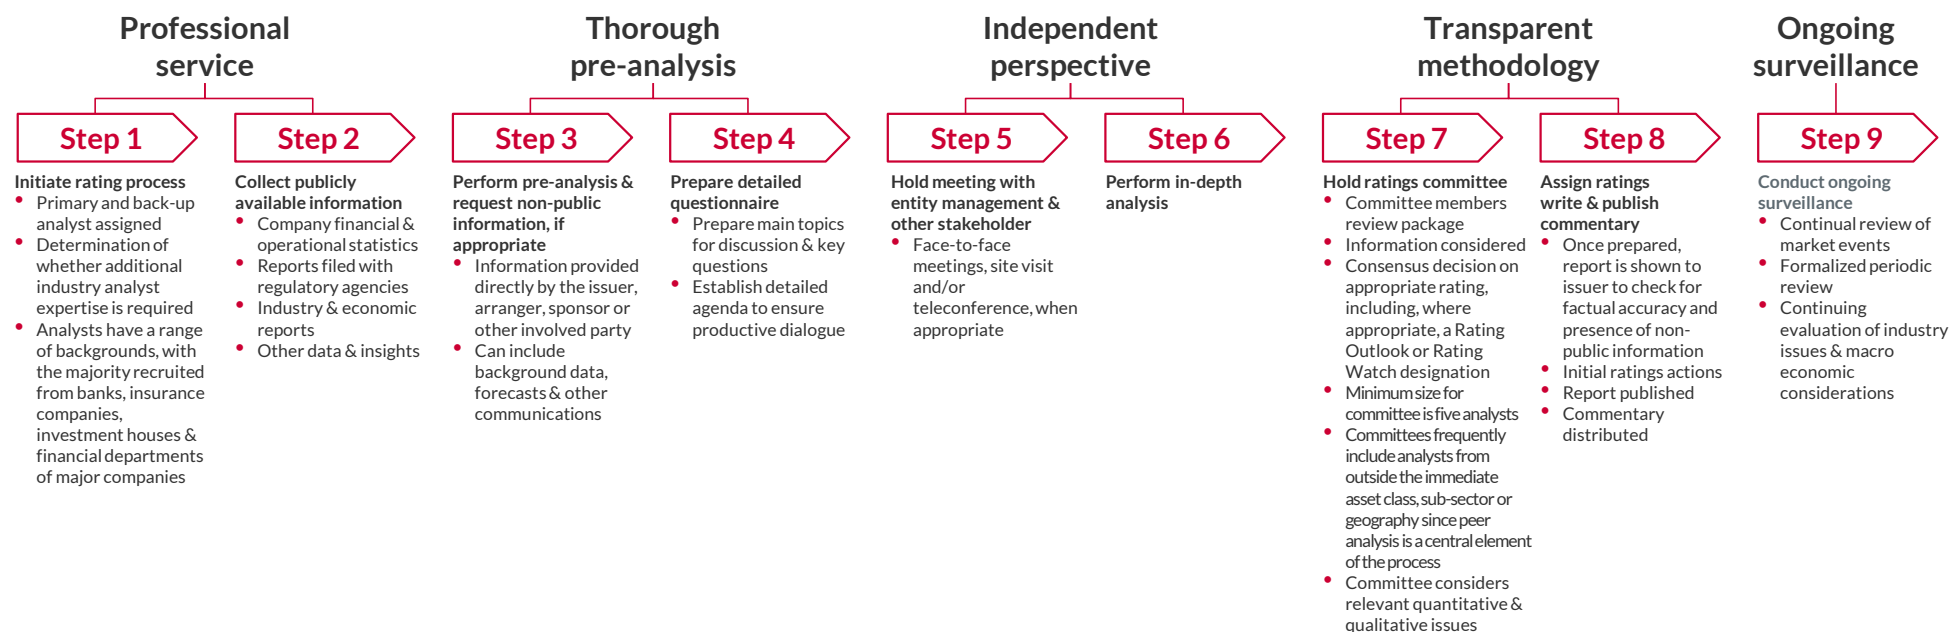 Professional
service
Thorough
pre-analysis
Independent
perspective
Transparent
methodology
Ongoing
surveillance
Step 1
Initiate rating process
• Primary and back-up
analyst assigned
• Determination of
whether additional
industry analyst
expertise is required
• Analysts have a range
of backgrounds, with
the majority recruited
from banks, insurance
companies,
investment houses &
financial departments
of major companies
Step 2
Collect publicly
available information
• Company financial &
operational statistics
• Reports filed with
regulatory agencies
• Industry & economic
reports
• Other data & insights
Step 3
Perform pre-analysis &
request non-public
information, if
appropriate
• Information provided
directly by the issuer,
arranger, sponsor or
other involved party
• Can include
background data,
forecasts & other
communications
Step 4
Prepare detailed
questionnaire
• Prepare main topics
for discussion & key
questions
• Establish detailed
agenda to ensure
productive dialogue
Step 5
Hold meeting with
entity management &
other stakeholder
• Face-to-face
meetings, site visit
and/or
teleconference, when
appropriate
Step 6
Perform in-depth
analysis
Step 7
Hold ratings committee
• Committee members
review package
• Information considered
• Consensus decision on
appropriate rating,
including, where
appropriate, a Rating
Outlook or Rating
Watch designation
• Minimum size for
committee is five analysts
• Committees frequently
include analysts from
outside the immediate
asset class, sub-sector or
geography since peer
analysis is a central element
of the process
• Committee considers
relevant quantitative &
qualitative issues
Step 8
Assign ratings
write & publish
commentary
• Once prepared,
report is shown to
issuer to check for
factual accuracy and
presence of non-
public information
• Initial ratings actions
• Report published
• Commentary
distributed
Step 9
Conduct ongoing
surveillance
• Continual review of
market events
• Formalized periodic
review
• Continuing
evaluation of industry
issues & macro
economic
considerations